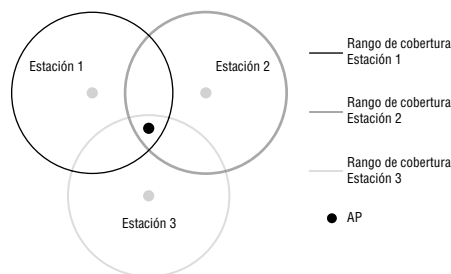 Estación 1
Estación 2
Estación 3
Rango de cobertura
Estación 1
Rango de cobertura
Estación 2
Rango de cobertura
Estación 3
AP